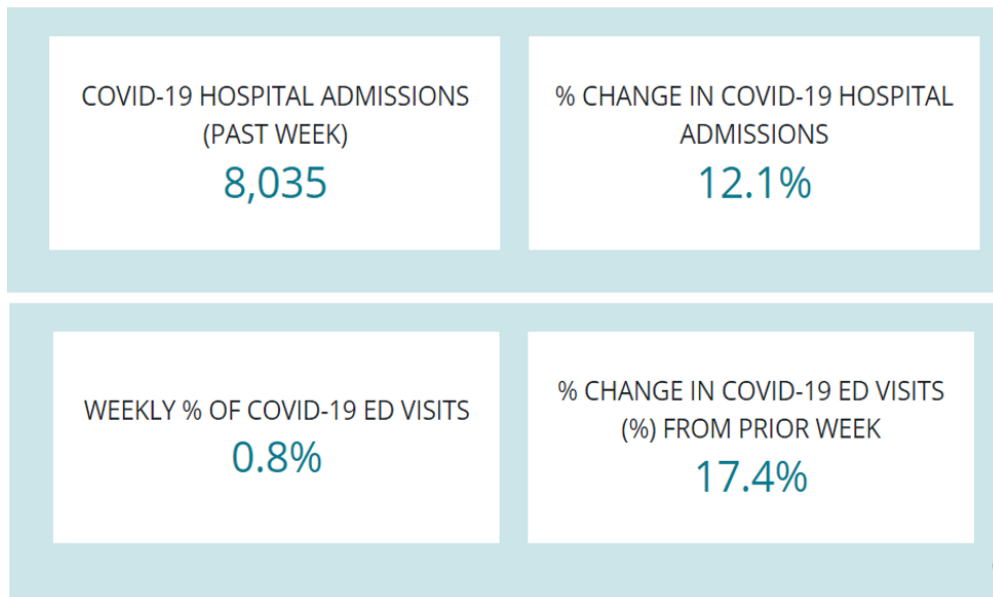 COVID-19 HOSPITAL ADMISSIONS
(PAST WEEK)
8,035
% CHANGE IN COVID-19 HOSPITAL
ADMISSIONS
12.1%
WEEKLY % OF COVID-19 ED VISITS
0.8%
% CHANGE IN COVID-19 ED VISITS
(%) FROM PRIOR WEEK
17.4%